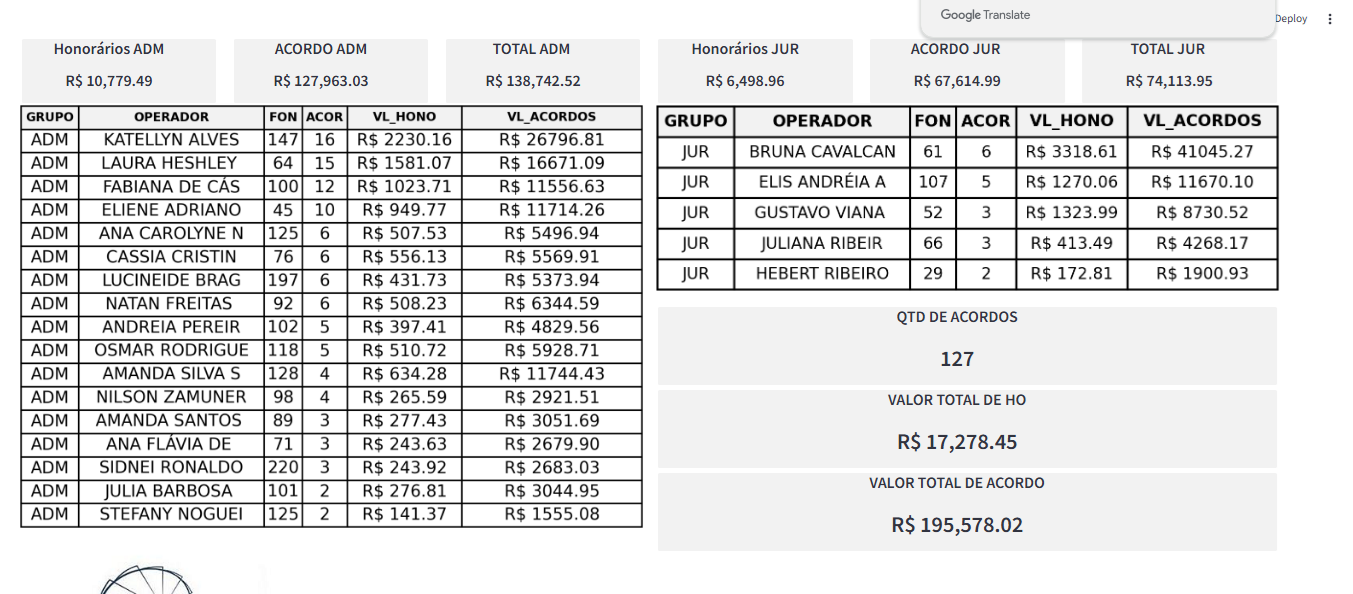 Google Translate
Deploy
Honorários ADM
R$ 10,779.49
ACORDO ADM
R$ 127,963.03
TOTAL ADM
R$ 138,742.52
Honorários JUR
R$ 6,498.96
ACORDO JUR
R$ 67,614.99
TOTAL JUR
R$ 74,113.95
GRUPO OPERADOR FON ACOR VL_HONO VL_ACORDOS
ADM KATELLYN ALVES 147 16 R$ 2230.16 R$ 26796.81
ADM LAURA HESHLEY 64 15 R$ 1581.07 R$ 16671.09
ADM FABIANA DE CÁS 100 12 R$ 1023.71 R$ 11556.63
ADM ELIENE ADRIANO 45 10 R$ 949.77 R$ 11714.26
ADM ANA CAROLYNE N 125 6 R$ 507.53 R$ 5496.94
ADM CASSIA CRISTIN 76 6 R$ 556.13 R$ 5569.91
ADM LUCINEIDE BRAG 197 6 R$ 431.73 R$ 5373.94
ADM NATAN FREITAS 92 6 R$ 508.23 R$ 6344.59
ADM ANDREIA PEREIR 102 5 R$ 397.41 R$ 4829.56
ADM OSMAR RODRIGUE 118 5 R$ 510.72 R$ 5928.71
ADM AMANDA SILVA S 128 4 R$ 634.28 R$ 11744.43
ADM NILSON ZAMUNER 98 4 R$ 265.59 R$ 2921.51
ADM AMANDA SANTOS 89 3 R$ 277.43 R$ 3051.69
ADM ANA FLÁVIA DE 71 3 R$ 243.63 R$ 2679.90
ADM SIDNEI RONALDO 220 3 R$ 243.92 R$ 2683.03
ADM JULIA BARBOSA 101 2 R$ 276.81 R$ 3044.95
ADM STEFANY NOGUEI 125 2 R$ 141.37 R$ 1555.08
GRUPO OPERADOR FON ACOR VL_HONO VL_ACORDOS
JUR BRUNA CAVALCAN 61 6 R$ 3318.61 R$ 41045.27
JUR ELIS ANDRÉIA A 107 5 R$ 1270.06 R$ 11670.10
JUR GUSTAVO VIANA 52 3 R$ 1323.99 R$ 8730.52
JUR JULIANA RIBEIR 66 3 R$ 413.49 R$ 4268.17
JUR HEBERT RIBEIRO 29 2 R$ 172.81 R$ 1900.93
QTD DE ACORDOS
127
VALOR TOTAL DE HO
R$ 17,278.45
VALOR TOTAL DE ACORDO
R$ 195,578.02